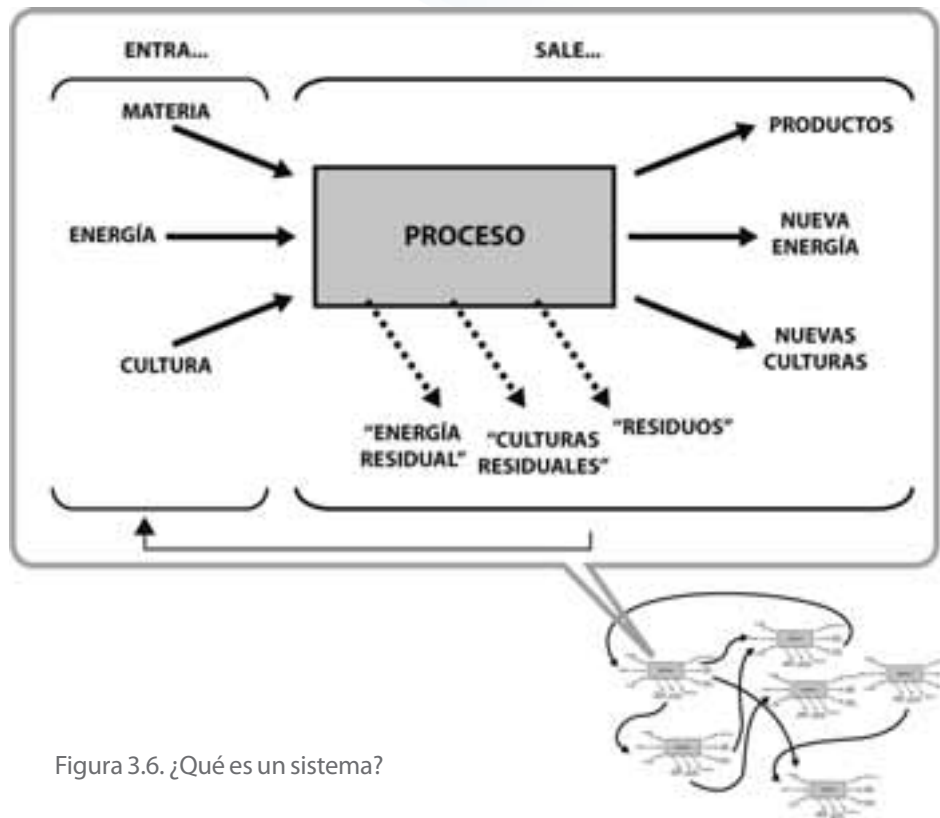 ENTRA...
SALE...
MATERIA
PRODUCTOS
ENERGÍA
PROCESO
NUEVA
ENERGÍA
CULTURA
NUEVAS
CULTURAS
"ENERGÍA
RESIDUAL"
"CULTURAS
RESIDUALES"
"RESIDUOS"
Figura 3.6. ¿Qué es un sistema?